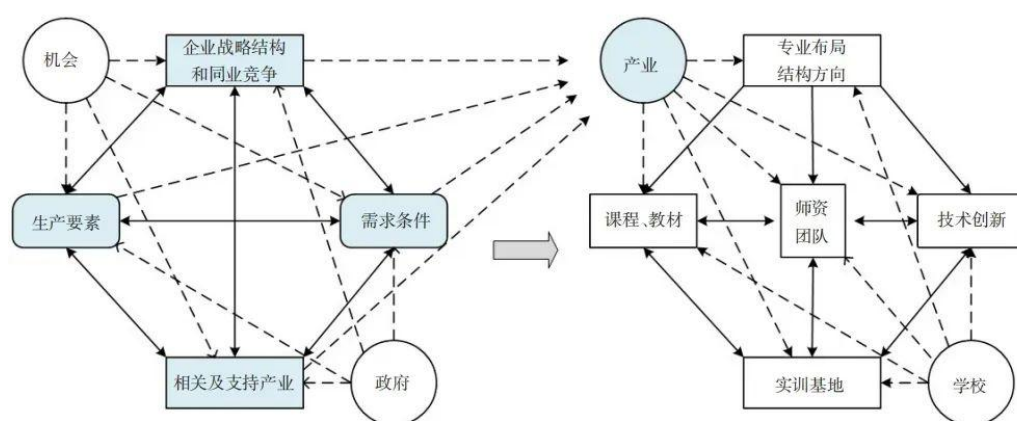 机会
企业战略结构
和同业竞争
产业
专业布局
结构方向
生产要素
需求条件
课程、教材
师资
团队
技术创新
相关及支持产业
政府
实训基地
学校